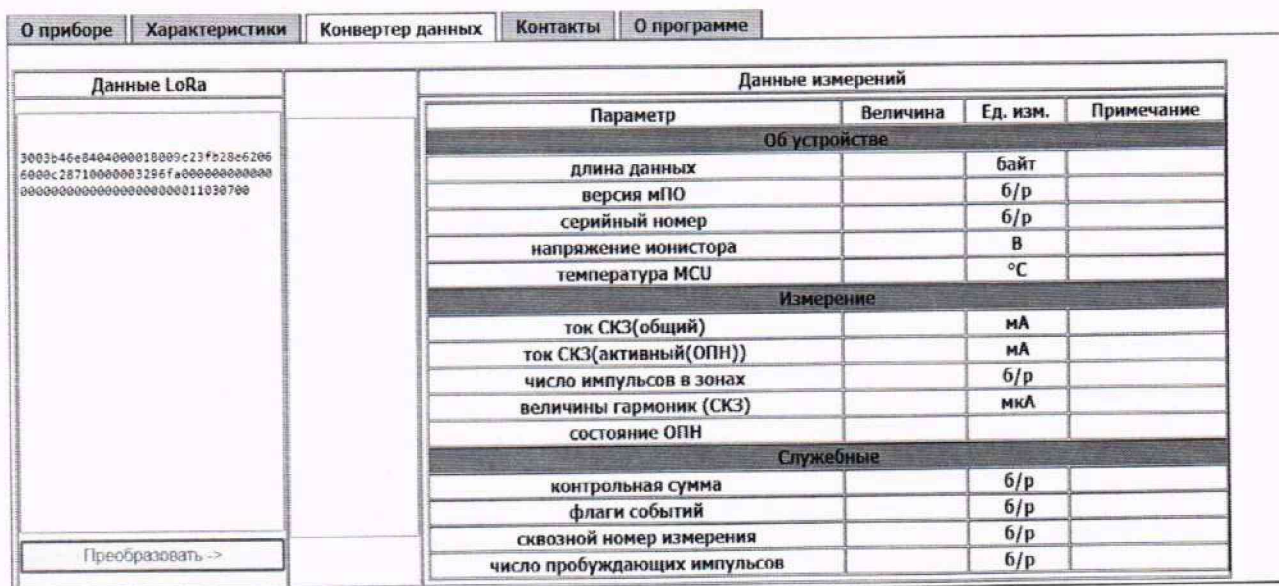 О приборе Характеристики Конвертер данных Контакты О программе
Данные LoRa Данные измерений
Параметр Величина Ед. изм. Примечание
Об устройстве
3003b46e8404000018009c23fb28e6206
6000c28710000003296fa000000000000
000000000000000000000011030700
длина данных байт
версия мПО б/р
серийный номер б/р
напряжение ионистора В
температура MCU °C
Измерение
ток СКЗ(общий) мА
ток СКЗ(активный(ОПН)) мА
число импульсов в зонах б/р
величины гармоник (СКЗ) мкА
состояние ОПН
Служебные
контрольная сумма б/р
флаги событий б/р
сквозной номер измерения б/р
Преобразовать ->
число пробуждающих импульсов б/р